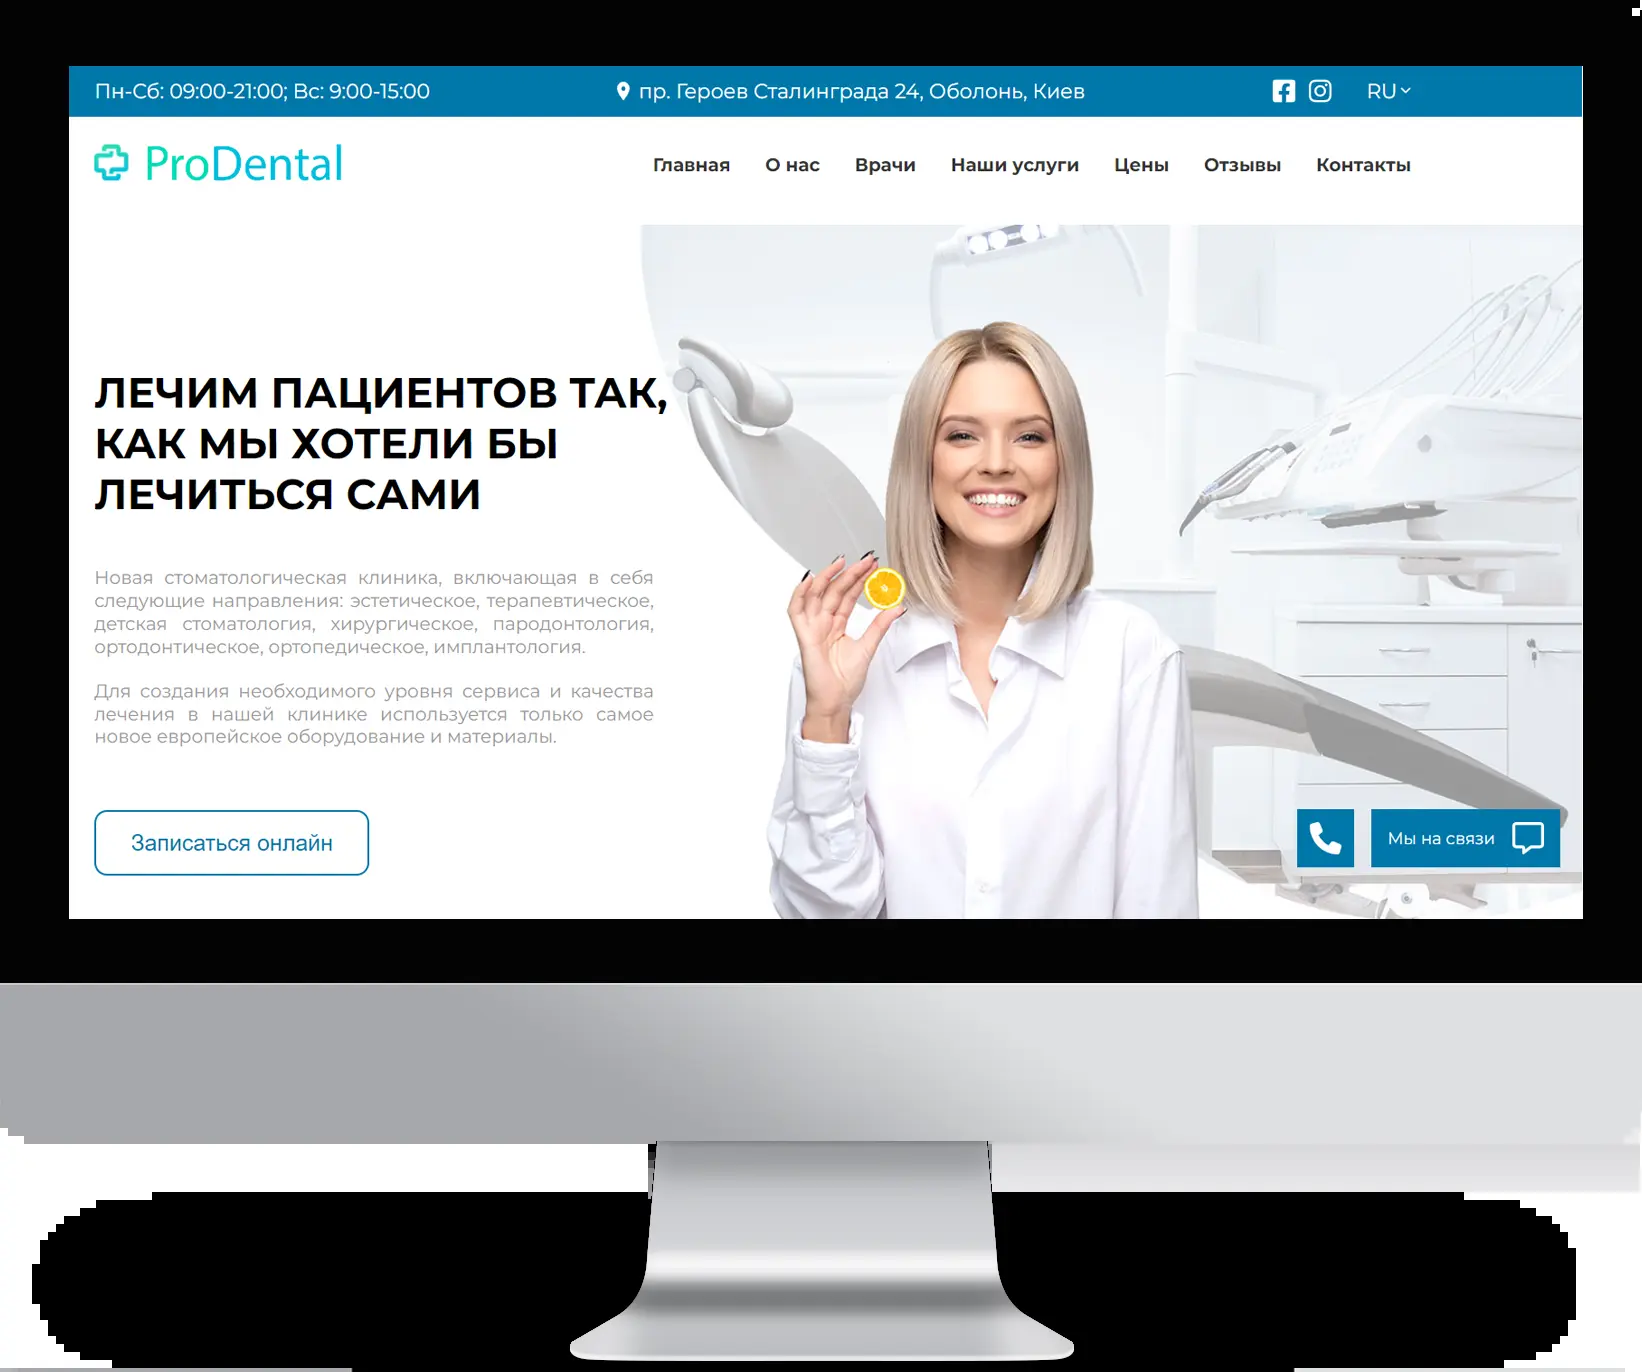 Пн-Сб: 09:00-21:00; Вс: 9:00-15:00
пр. Героев Сталинграда 24, Оболонь, Киев
RU
ProDental
Главная О нас Врачи Наши услуги Цены Отзывы Контакты
ЛЕЧИМ ПАЦИЕНТОВ ТАК,
КАК МЫ ХОТЕЛИ БЫ
ЛЕЧИТЬСЯ САМИ
Новая стоматологическая клиника, включающая в себя
следующие направления: эстетическое, терапевтическое,
детская стоматология, хирургическое, пародонтология,
ортодонтическое, ортопедическое, имплантология.
Для создания необходимого уровня сервиса и качества
лечения в нашей клинике используется только самое
новое европейское оборудование и материалы.
Записаться онлайн
Мы на связи